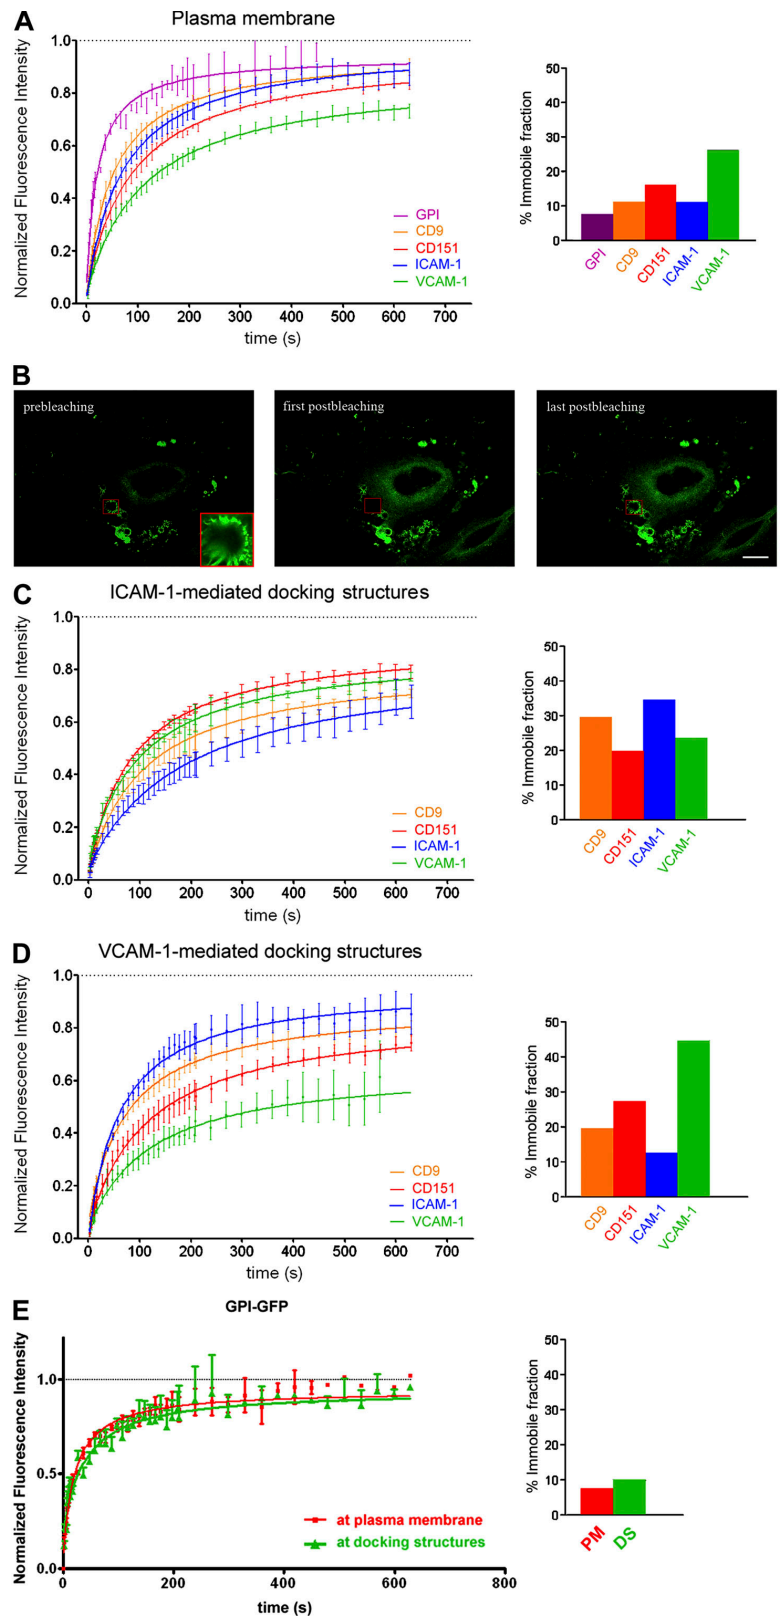 A
Plasma membrane
Normalized Fluorescence Intensity
1.0
0.8
0.6
0.4
0.2
0.0
GPI
CD9
CD151
ICAM-1
VCAM-1
0 100 200 300 400 500 600 700
time (s)
% Immobile fraction
50
40
30
20
10
0
GPI
CD9
CD151
ICAM-1
VCAM-1
B
prebleaching
first postbleaching
last postbleaching
C
ICAM-1-mediated docking structures
Normalized Fluorescence Intensity
1.0
0.8
0.6
0.4
0.2
0.0
CD9
CD151
ICAM-1
VCAM-1
0 100 200 300 400 500 600 700
time (s)
% Immobile fraction
50
40
30
20
10
0
CD9
CD151
ICAM-1
VCAM-1
D
VCAM-1-mediated docking structures
Normalized Fluorescence Intensity
1.0
0.8
0.6
0.4
0.2
0.0
CD9
CD151
ICAM-1
VCAM-1
0 100 200 300 400 500 600 700
time (s)
% Immobile fraction
50
40
30
20
10
0
CD9
CD151
ICAM-1
VCAM-1
E
GPI-GFP
Normalized Fluorescence Intensity
1.0
0.5
0.0
at plasma membrane
at docking structures
0 200 400 600 800
time (s)
% Immobile fraction
50
40
30
20
10
0
PM
DS